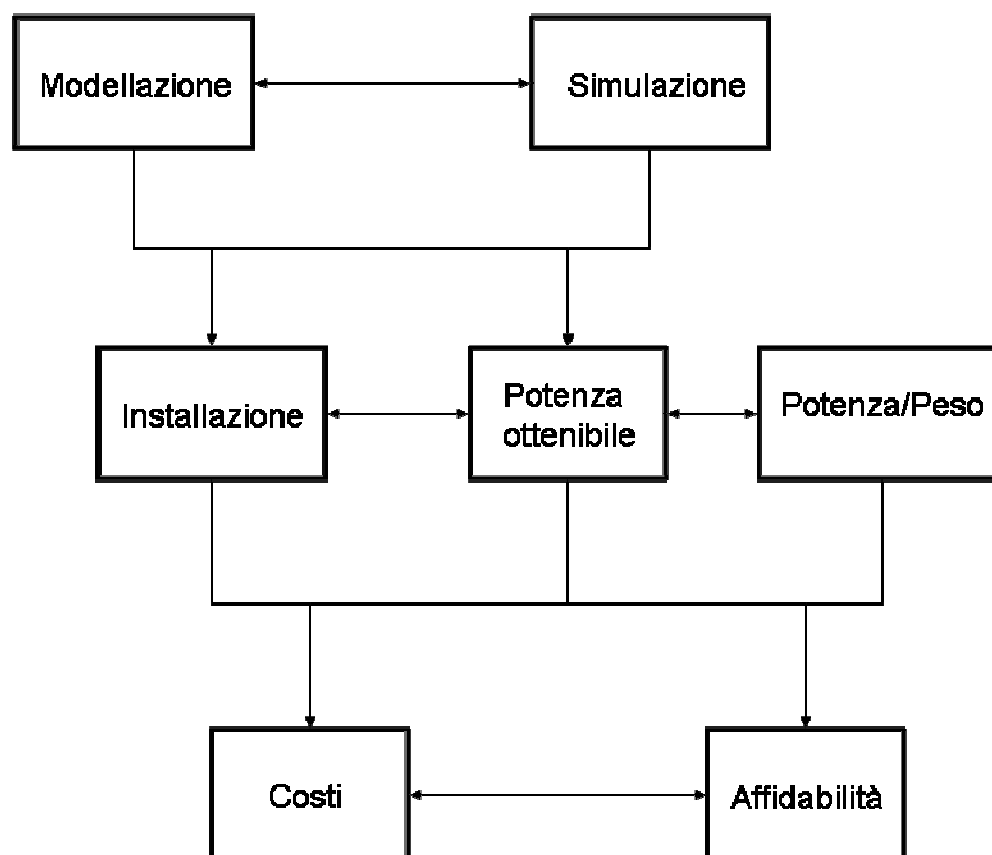 Modellazione
Simulazione
Installazione
Potenza
ottenibile
Potenza/Peso
Costi
Affidabilità